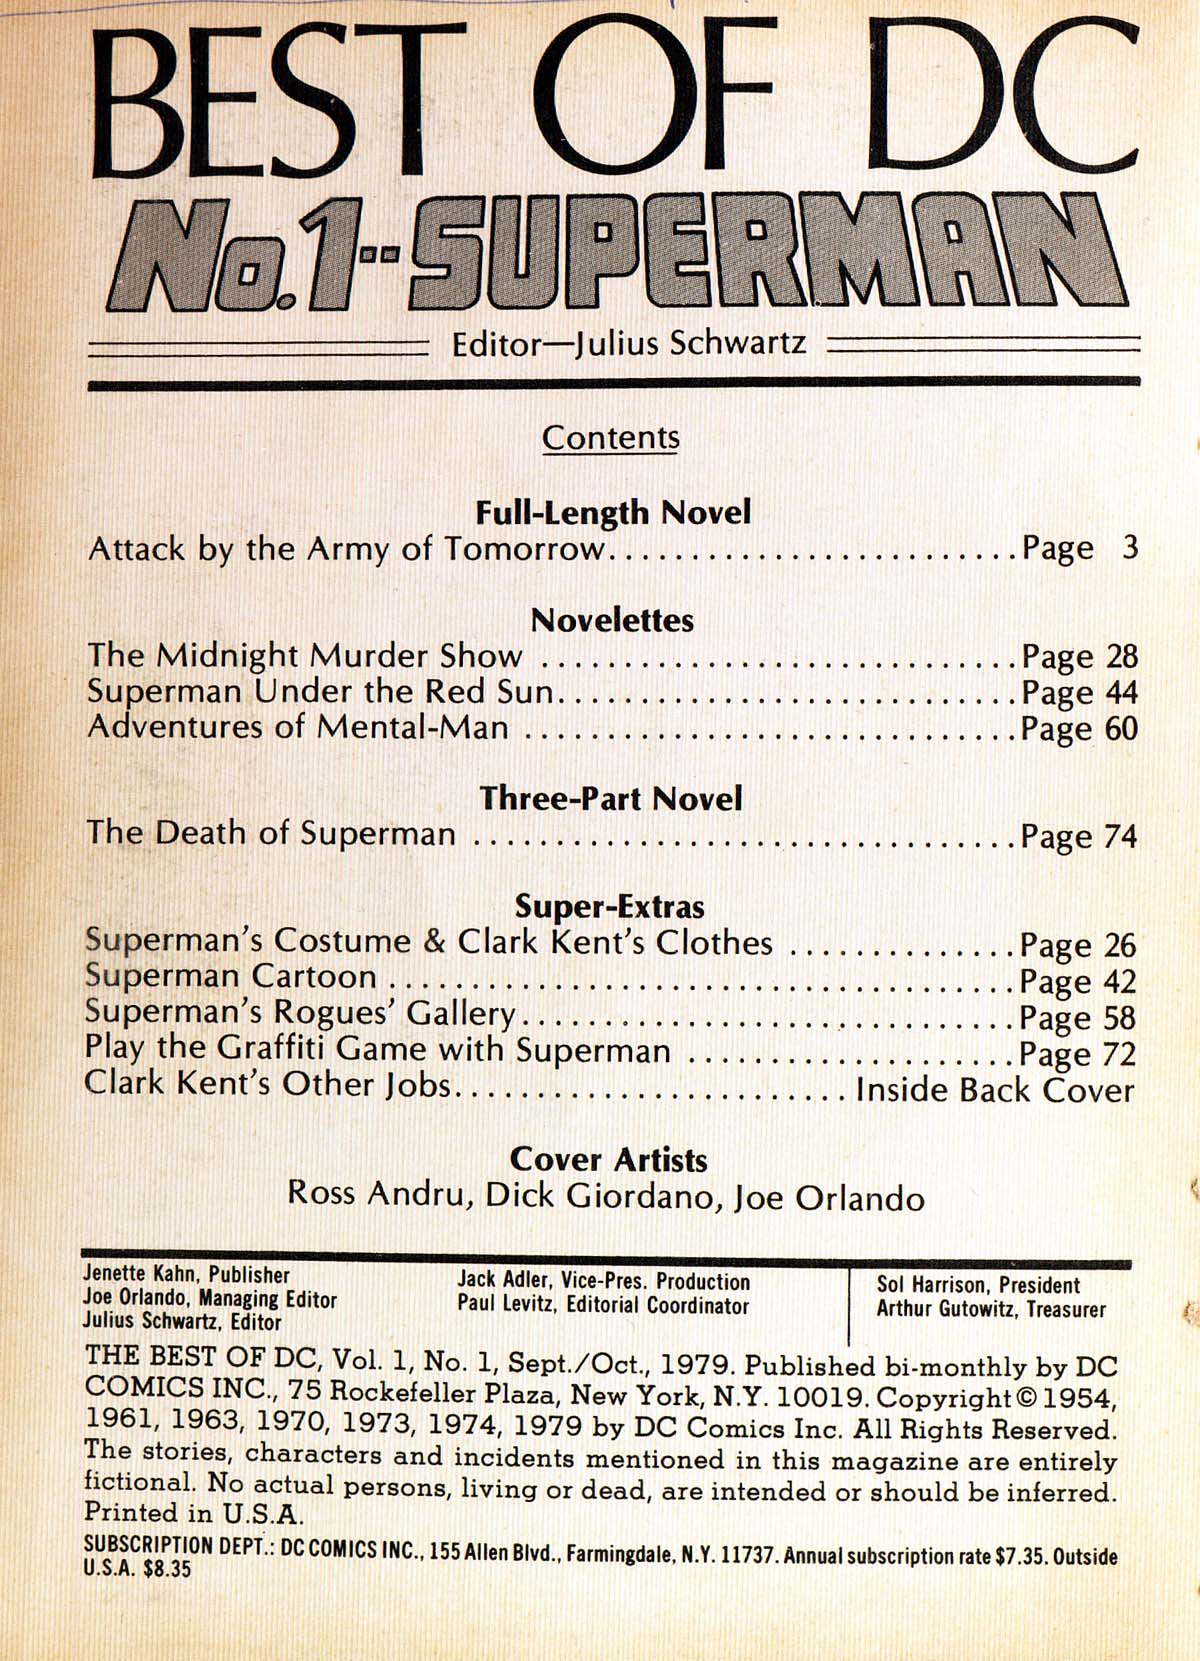 BEST OF DC
No.1--SUPERMAN
Editor—Julius Schwartz
Contents
Full-Length Novel
Attack by the Army of Tomorrow........................Page 3
Novelettes
The Midnight Murder Show ............................Page 28
Superman Under the Red Sun...........................Page 44
Adventures of Mental-Man .............................Page 60
Three-Part Novel
The Death of Superman ................................Page 74
Super-Extras
Superman's Costume & Clark Kent's Clothes .............Page 26
Superman Cartoon .....................................Page 42
Superman's Rogues' Gallery.............................Page 58
Play the Graffiti Game with Superman ...................Page 72
Clark Kent's Other Jobs....................... Inside Back Cover
Cover Artists
Ross Andru, Dick Giordano, Joe Orlando
Jenette Kahn, Publisher
Joe Orlando, Managing Editor
Julius Schwartz, Editor
Jack Adler, Vice-Pres. Production
Paul Levitz, Editorial Coordinator
Sol Harrison, President
Arthur Gutowitz, Treasurer
THE BEST OF DC, Vol. 1, No. 1, Sept./Oct., 1979. Published bi-monthly by DC
COMICS INC., 75 Rockefeller Plaza, New York, N.Y. 10019. Copyright © 1954,
1961, 1963, 1970, 1973, 1974, 1979 by DC Comics Inc. All Rights Reserved.
The stories, characters and incidents mentioned in this magazine are entirely
fictional. No actual persons, living or dead, are intended or should be inferred.
Printed in U.S.A.
SUBSCRIPTION DEPT.: DC COMICS INC., 155 Allen Blvd., Farmingdale, N.Y. 11737. Annual subscription rate $7.35. Outside
U.S.A. $8.35